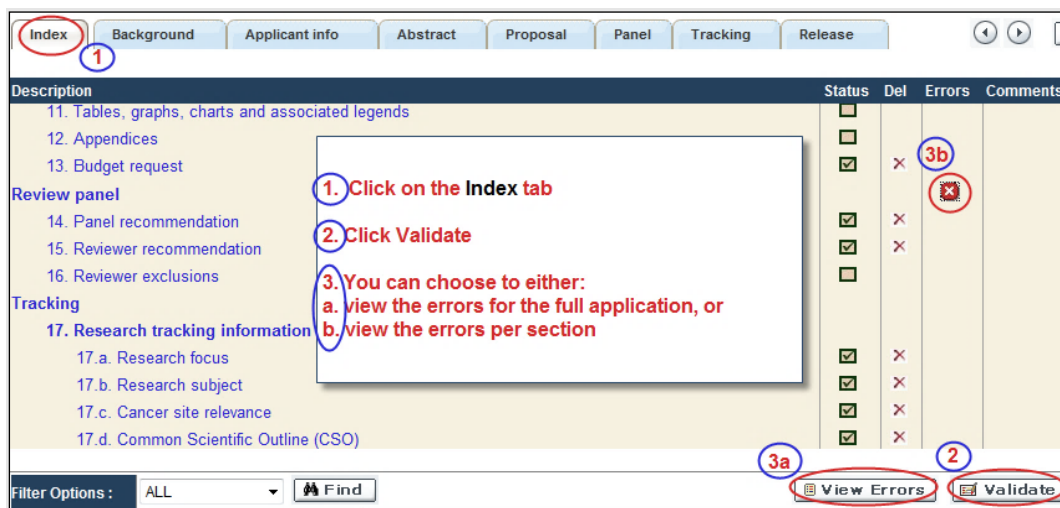 Index Background Applicant info Abstract Proposal Panel Tracking Release
1
Description Status Del Errors Comments
11. Tables, graphs, charts and associated legends
12. Appendices
13. Budget request
3b
Review panel
14. Panel recommendation
15. Reviewer recommendation
16. Reviewer exclusions
Tracking
17. Research tracking information
17.a. Research focus
17.b. Research subject
17.c. Cancer site relevance
17.d. Common Scientific Outline (CSO)
1. Click on the Index tab
2. Click Validate
3. You can choose to either:
a. view the errors for the full application, or
b. view the errors per section
3a
2
Filter Options : ALL Find View Errors Validate